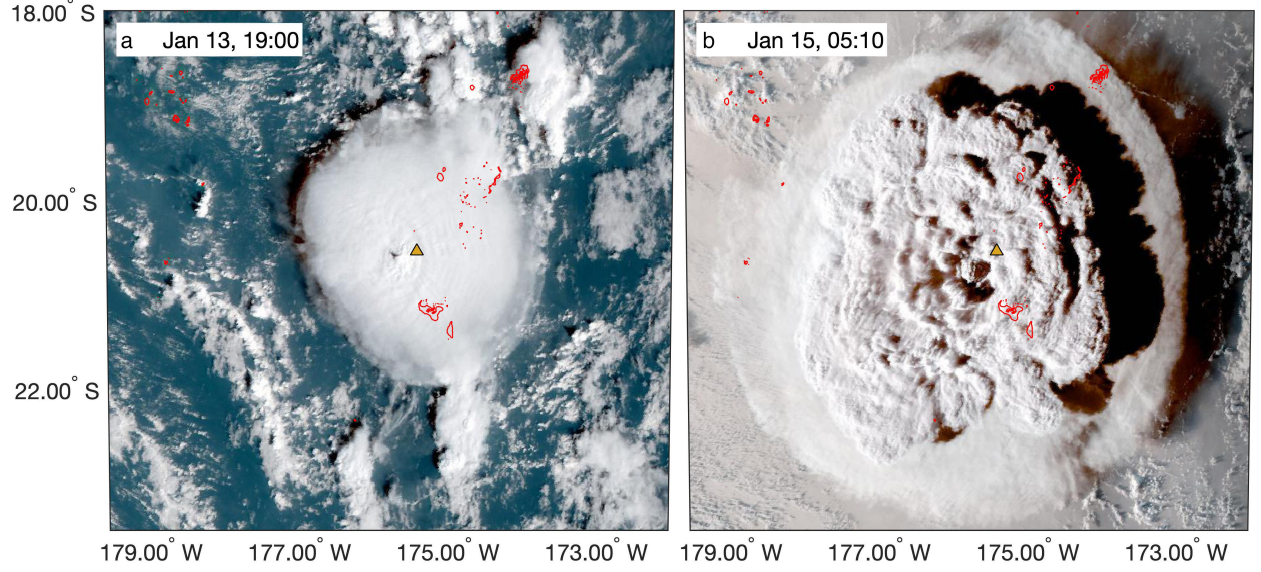 18.00° S
a Jan 13, 19:00
b Jan 15, 05:10
20.00° S
22.00° S
179.00° W 177.00° W 175.00° W 173.00° W
179.00° W 177.00° W 175.00° W 173.00° W